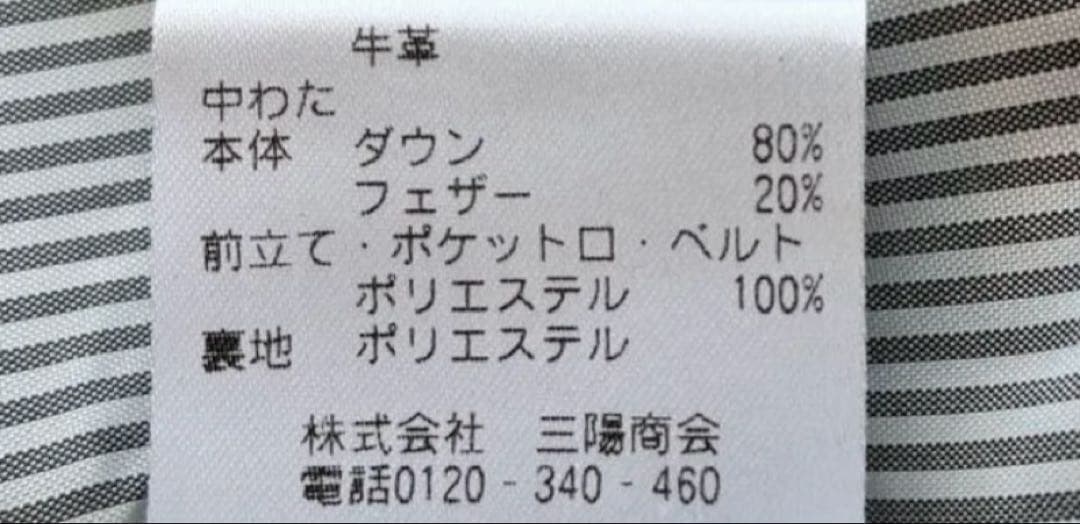 牛革
中わた
本体 ダウン 80%
フェザー 20%
前立て・ポケット口・ベルト
ポリエステル 100%
裏地 ポリエステル
株式会社 三陽商会
電話0120-340-460